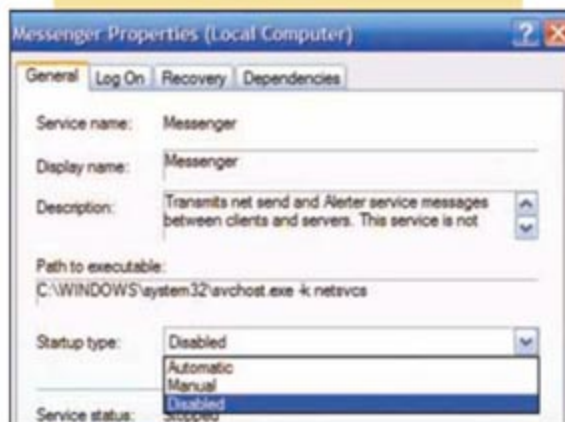 Messenger Properties (Local Computer)
General Log On Recovery Dependencies
Service name: Messenger
Display name: Messenger
Description: Transmits net send and Alerter service messages
between clients and servers. This service is not
Path to executable:
C:\WINDOWS\system32\svchost.exe -k netsvcs
Startup type: Disabled
Automatic
Manual
Disabled
Service status: Stopped